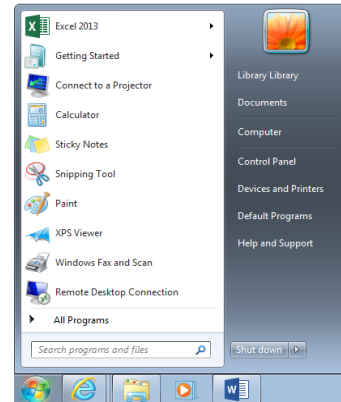 Excel 2013
Getting Started
Connect to a Projector
Calculator
Sticky Notes
Snipping Tool
Paint
XPS Viewer
Windows Fax and Scan
Remote Desktop Connection
All Programs
Search programs and files
Library Library
Documents
Computer
Control Panel
Devices and Printers
Default Programs
Help and Support
Shut down